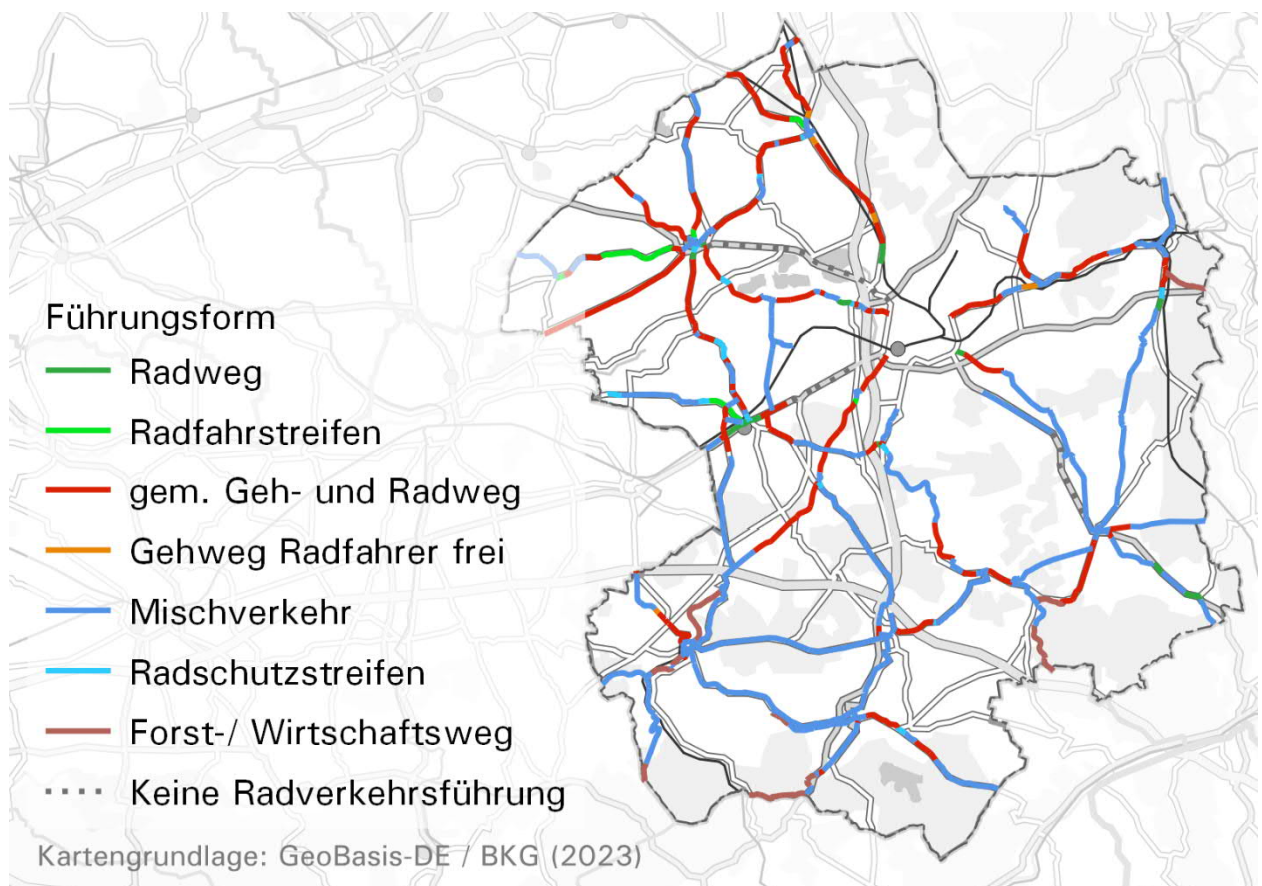 Führungsform
Radweg
Radfahrstreifen
gem. Geh- und Radweg
Gehweg Radfahrer frei
Mischverkehr
Radschutzstreifen
Forst-/ Wirtschaftsweg
Keine Radverkehrsführung
Kartengrundlage: GeoBasis-DE / BKG (2023)